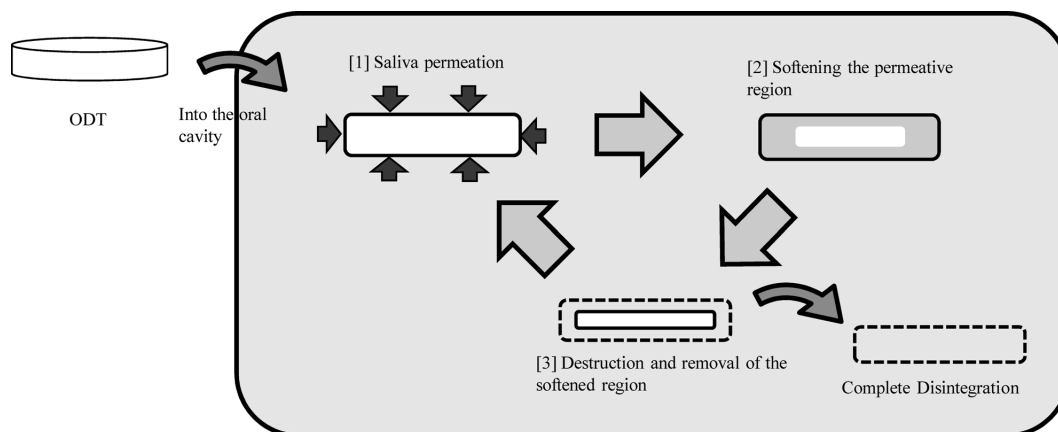 ODT
Into the oral
cavity
[1] Saliva permeation
[2] Softening the permeative
region
[3] Destruction and removal of the
softened region
Complete Disintegration